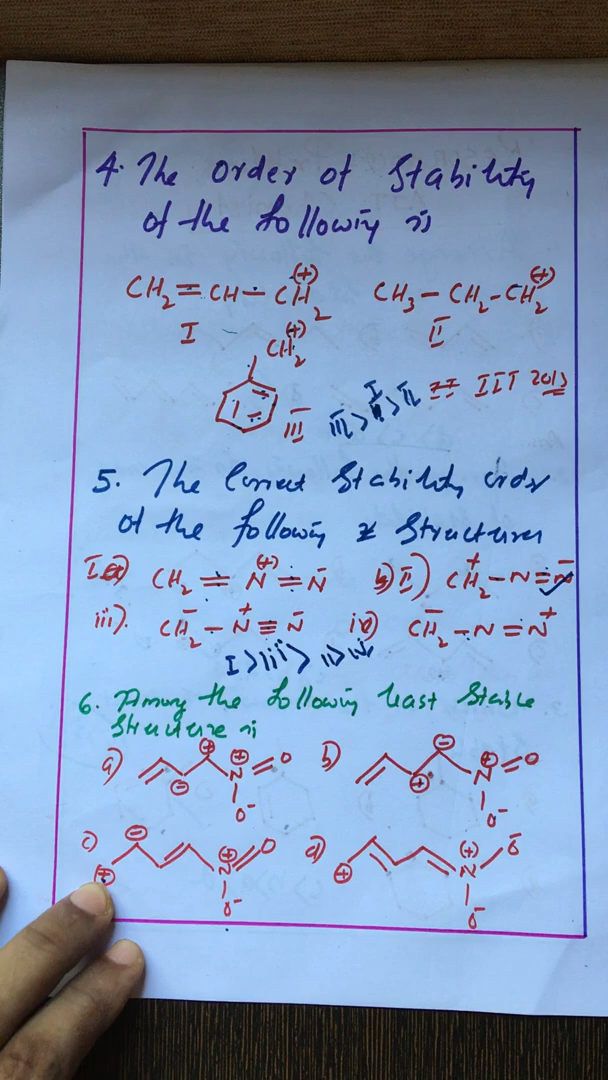 4. The order of Stability
of the following is
CH₂=CH-CH₂(+) CH₃-CH₂-CH₂(+)
I II
CH₂(+)
III III > I > II == IIT 2013
5. The Correct Stability order
of the following Structures
I. CH₂=N(+)=N̄ II) CH₂⁺-N=N̄
iii). C̄H₂-N⁺≡N iv) C̄H₂-N=N⁺
I > iii > ii > iv
6. Among the following least Stable
Structure is
a) ⊕ ⊖ N⊕ =O O⁻ b) ⊖ ⊕ N⊕ =O O⁻
c) ⊖ ⊕ N⊕ O O⁻ d) ⊕ N(+) Ō O⁻